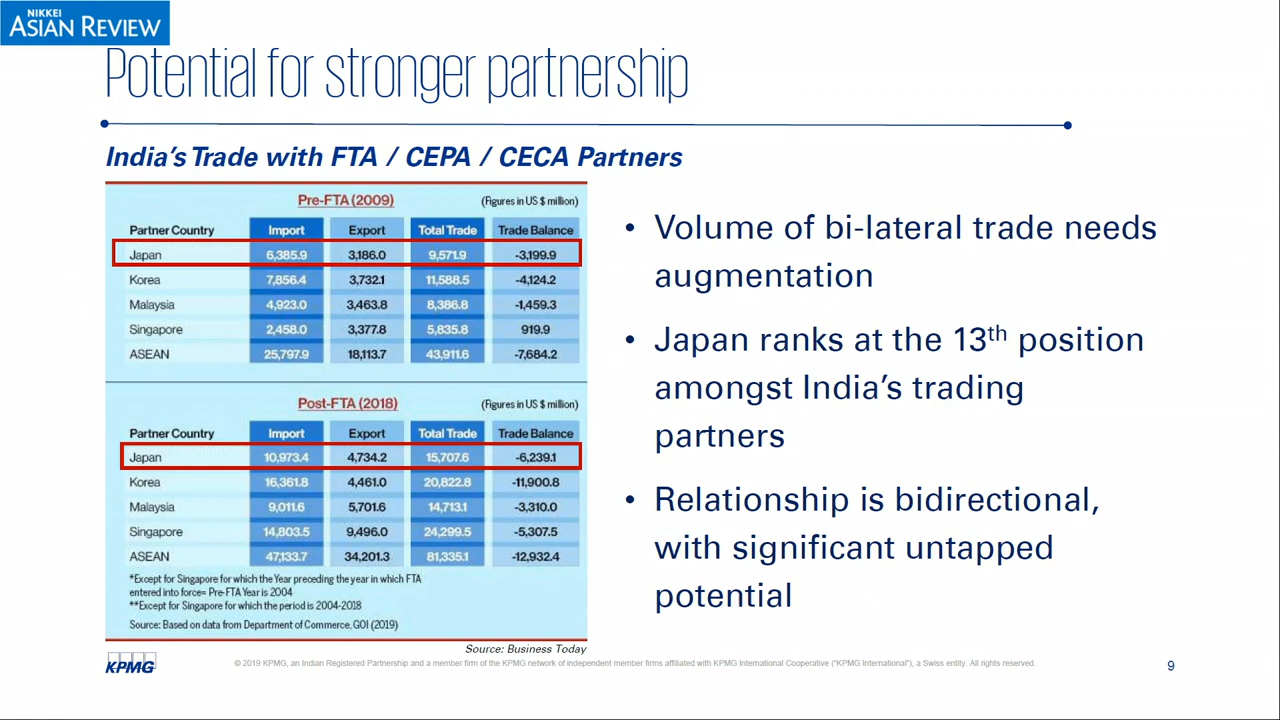 NIKKEI
ASIAN REVIEW
Potential for stronger partnership
India's Trade with FTA / CEPA / CECA Partners
Pre-FTA (2009) (Figures in US $ million)
Partner Country Import Export Total Trade Trade Balance
Japan 6,385.9 3,186.0 9,571.9 -3,199.9
Korea 7,856.4 3,732.1 11,588.5 -4,124.2
Malaysia 4,923.0 3,463.8 8,386.8 -1,459.3
Singapore 2,458.0 3,377.8 5,835.8 919.9
ASEAN 25,797.9 18,113.7 43,911.6 -7,684.2
Post-FTA (2018) (Figures in US $ million)
Partner Country Import Export Total Trade Trade Balance
Japan 10,973.4 4,734.2 15,707.6 -6,239.1
Korea 16,361.8 4,461.0 20,822.8 -11,900.8
Malaysia 9,011.6 5,701.6 14,713.1 -3,310.0
Singapore 14,803.5 9,496.0 24,299.5 -5,307.5
ASEAN 47,133.7 34,201.3 81,335.1 -12,932.4
*Except for Singapore for which the Year preceding the year in which FTA
entered into force= Pre-FTA Year is 2004
**Except for Singapore for which the period is 2004-2018
Source: Based on data from Department of Commerce, GOI (2019)
Source: Business Today
• Volume of bi-lateral trade needs
augmentation
• Japan ranks at the 13th position
amongst India's trading
partners
• Relationship is bidirectional,
with significant untapped
potential
KPMG
© 2019 KPMG, an Indian Registered Partnership and a member firm of the KPMG network of independent member firms affiliated with KPMG International Cooperative ("KPMG International"), a Swiss entity. All rights reserved.
9